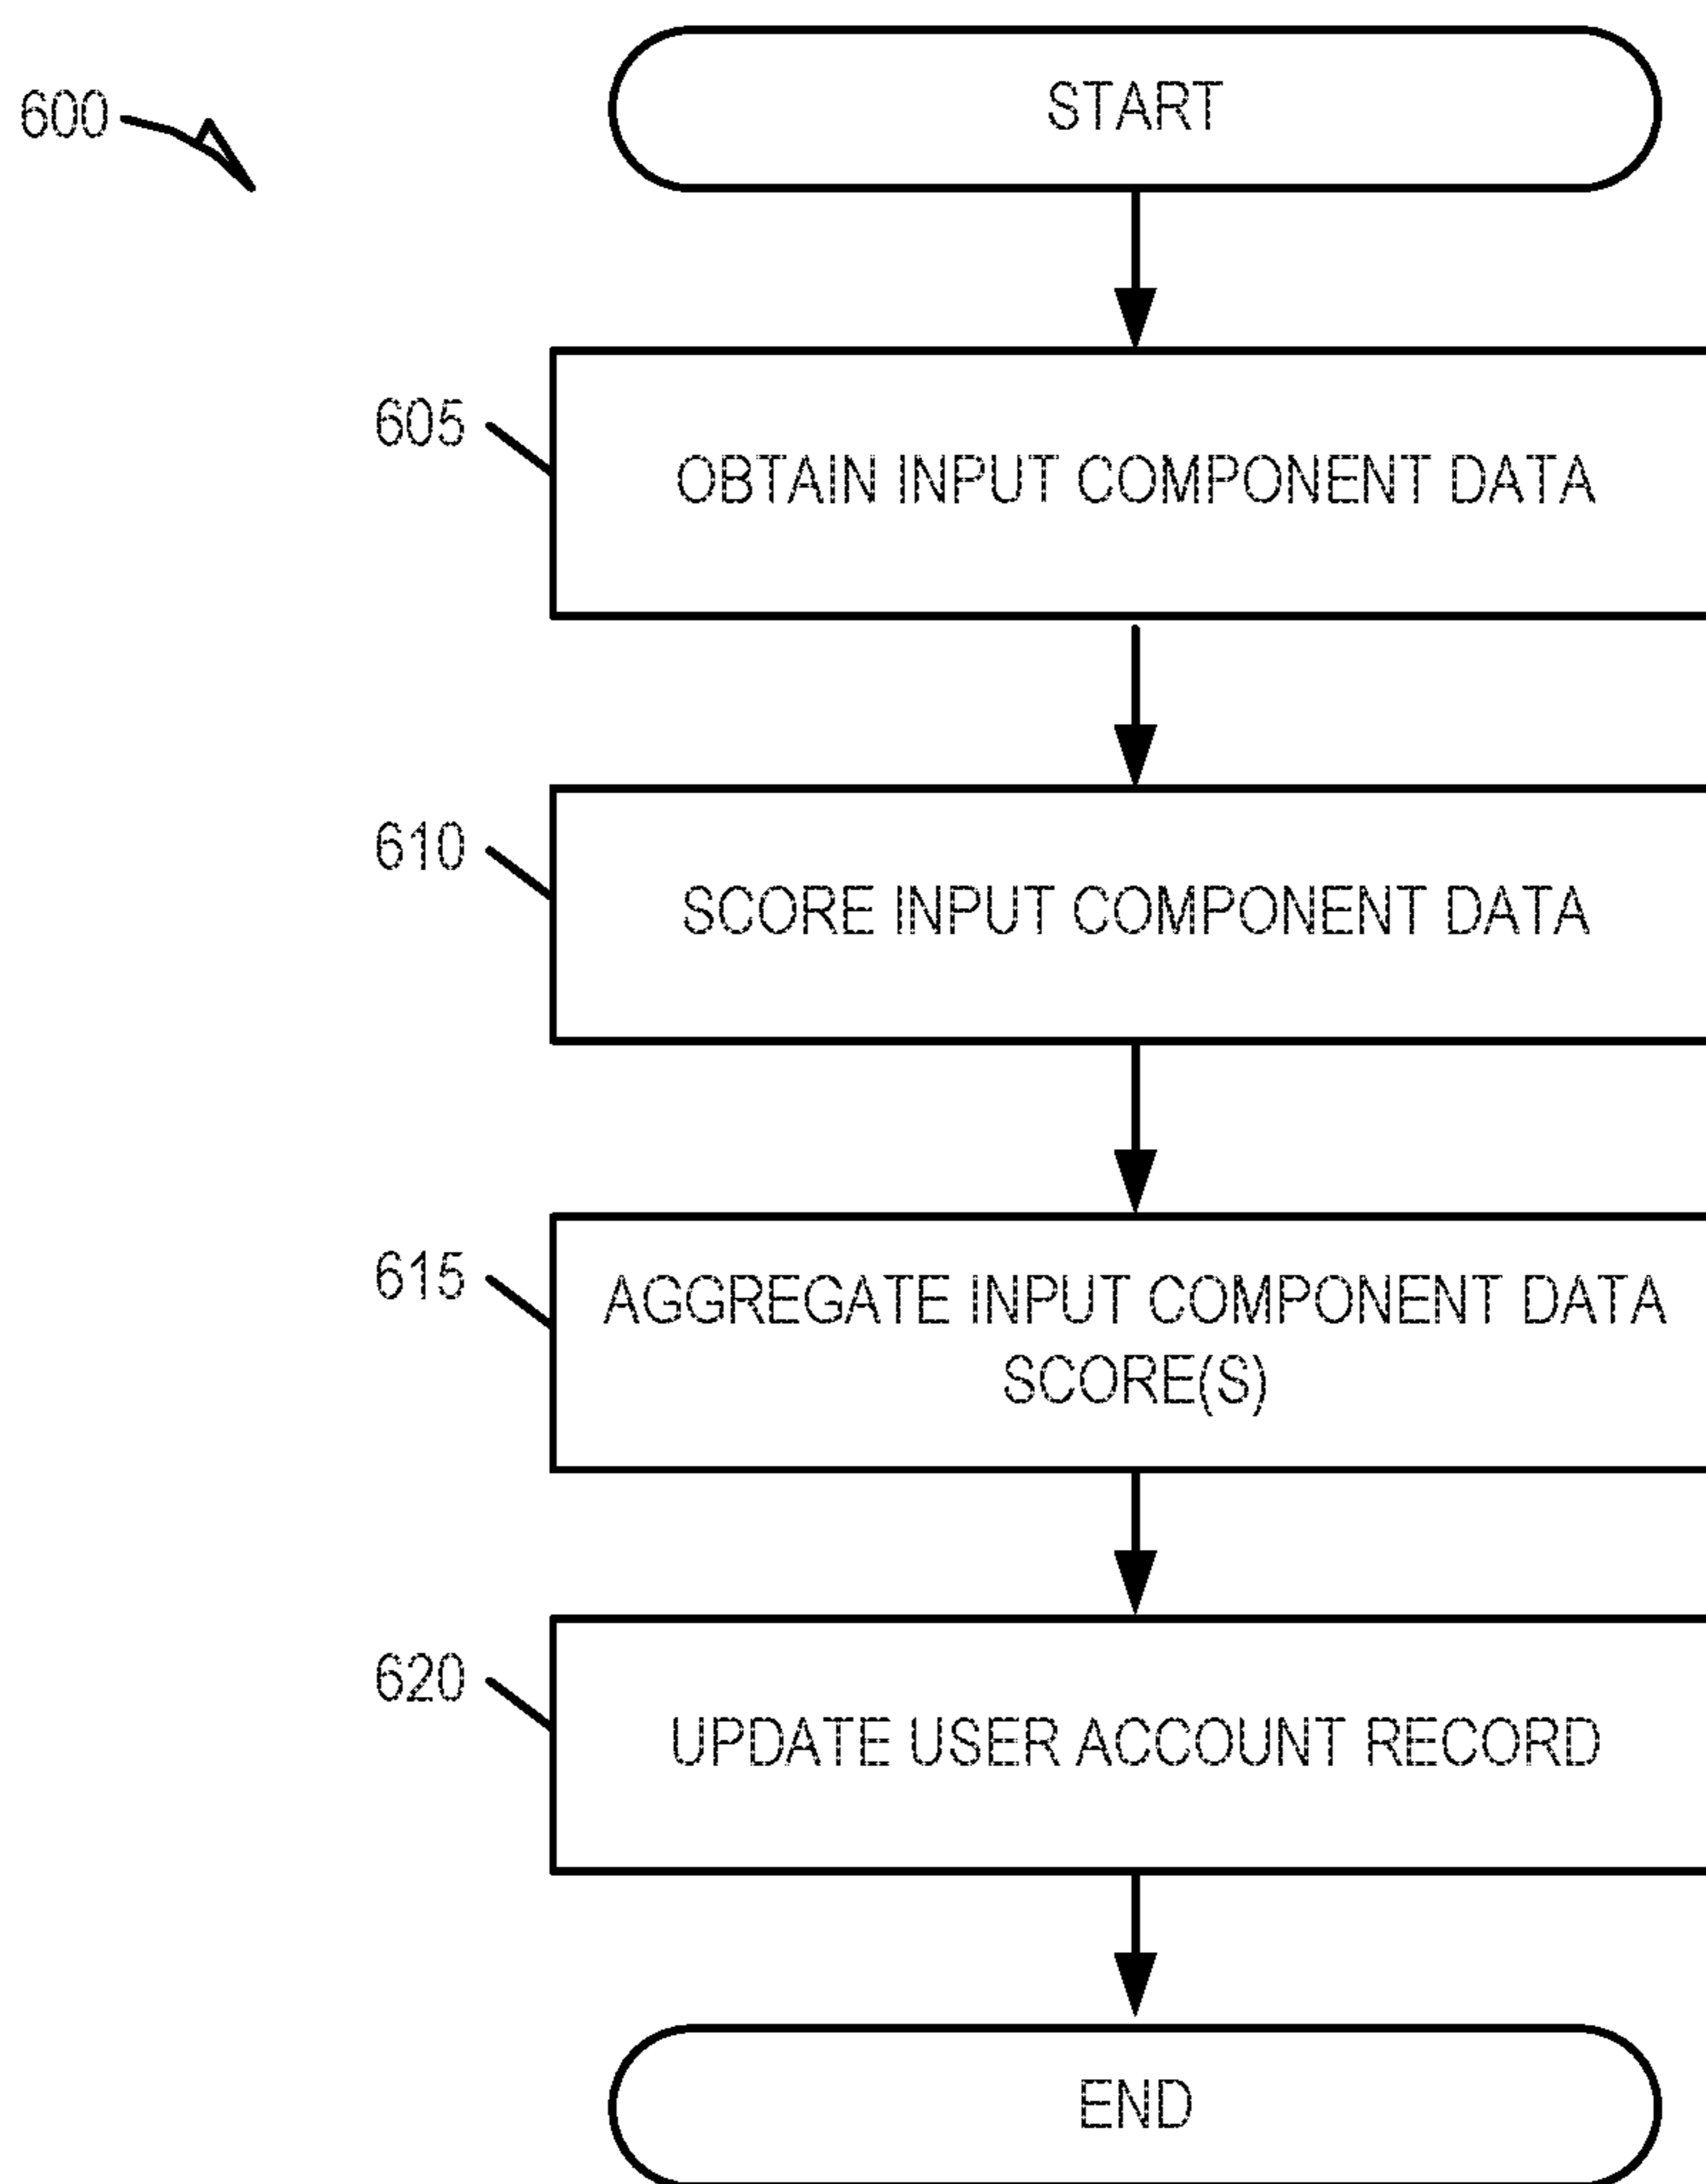 600
START
605
OBTAIN INPUT COMPONENT DATA
610
SCORE INPUT COMPONENT DATA
615
AGGREGATE INPUT COMPONENT DATA
SCORE(S)
620
UPDATE USER ACCOUNT RECORD
END